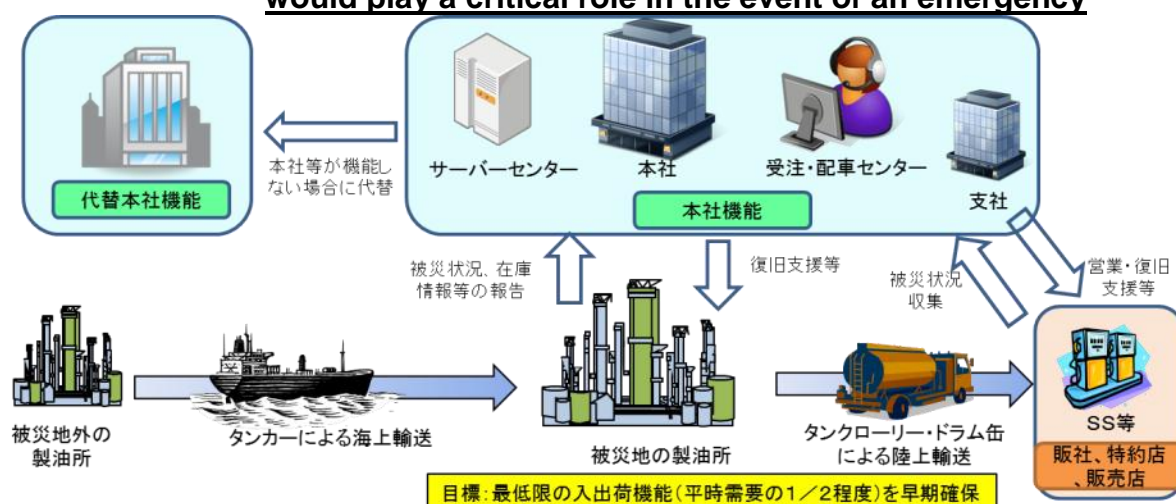 would play a critical role in the event of an emergency
サーバーセンター
本社
受注・配車センター
支社
本社機能
代替本社機能
本社等が機能し
ない場合に代替
被災状況、在庫
情報等の報告
復旧支援等
被災状況
収集
営業・復旧
支援等
被災地外の
製油所
タンカーによる海上輸送
被災地の製油所
タンクローリー・ドラム缶
による陸上輸送
SS等
販社、特約店
、販売店
目標：最低限の入出荷機能（平時需要の１／２程度）を早期確保